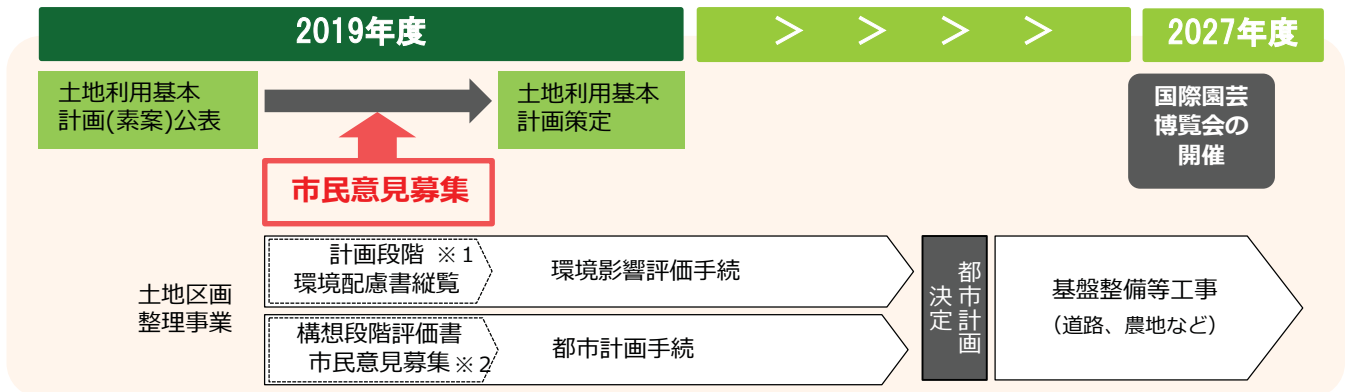 2019年度
＞ ＞ ＞ ＞
2027年度
土地利用基本
計画(素案)公表
土地利用基本
計画策定
国際園芸
博覧会の
開催
市民意見募集
土地区画
整理事業
計画段階 ※１
環境配慮書縦覧
環境影響評価手続
構想段階評価書
市民意見募集※２
都市計画手続
都市計画
決定
基盤整備等工事
（道路、農地など）